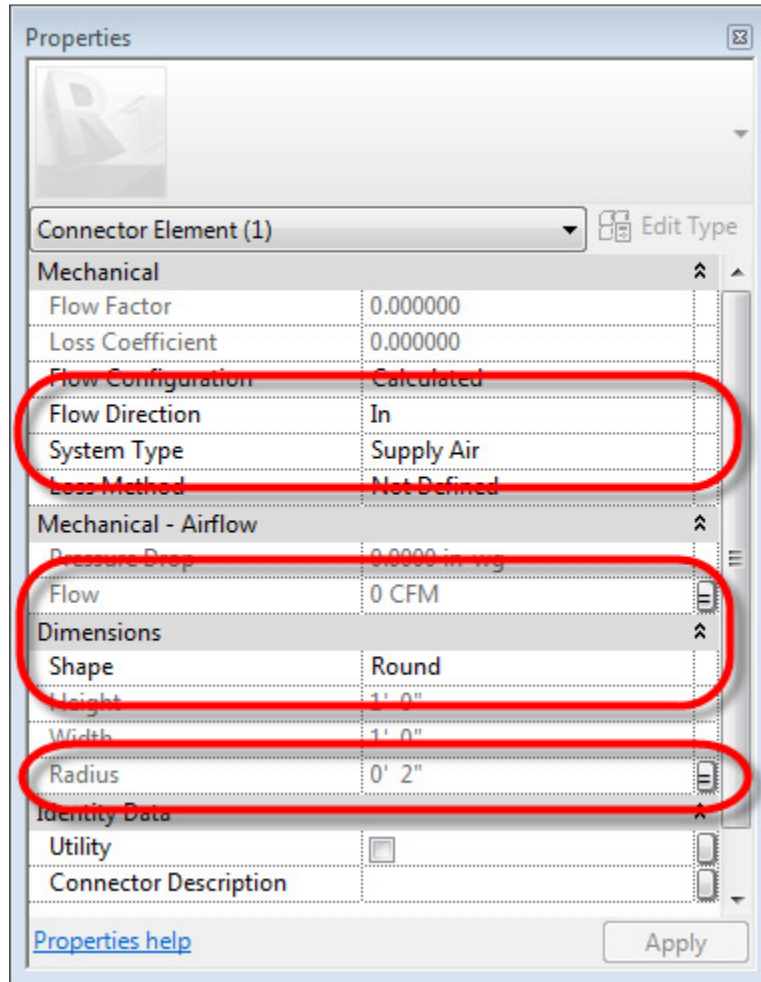 Properties
Connector Element (1) Edit Type
Mechanical
Flow Factor 0.000000
Loss Coefficient 0.000000
Flow Configuration Calculated
Flow Direction In
System Type Supply Air
Loss Method Not Defined
Mechanical - Airflow
Pressure Drop 0.0000 in-wg
Flow 0 CFM =
Dimensions
Shape Round
Height 1' 0"
Width 1' 0"
Radius 0' 2" =
Identity Data
Utility
Connector Description
Properties help Apply